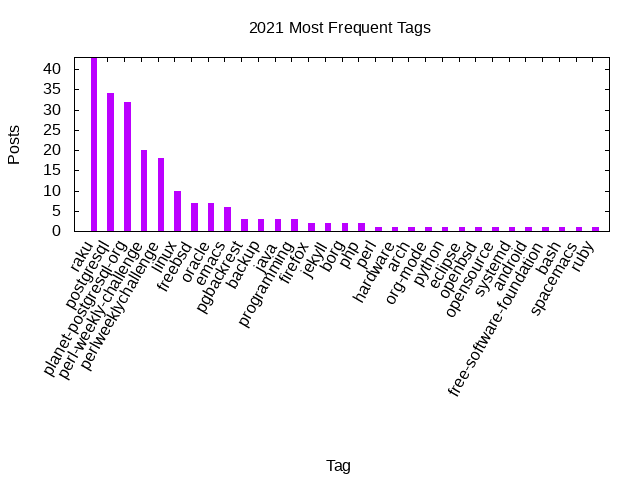 2021 Most Frequent Tags
Posts
40
35
30
25
20
15
10
5
0
raku
postgresql
planet-postgresql-org
perl-weekly-challenge
perlweeklychallenge
linux
freebsd
oracle
emacs
pgbackrest
backup
java
programming
firefox
jekyll
borg
php
perl
hardware
arch
org-mode
python
eclipse
openbsd
opensource
systemd
android
free-software-foundation
bash
spacemacs
ruby
Tag